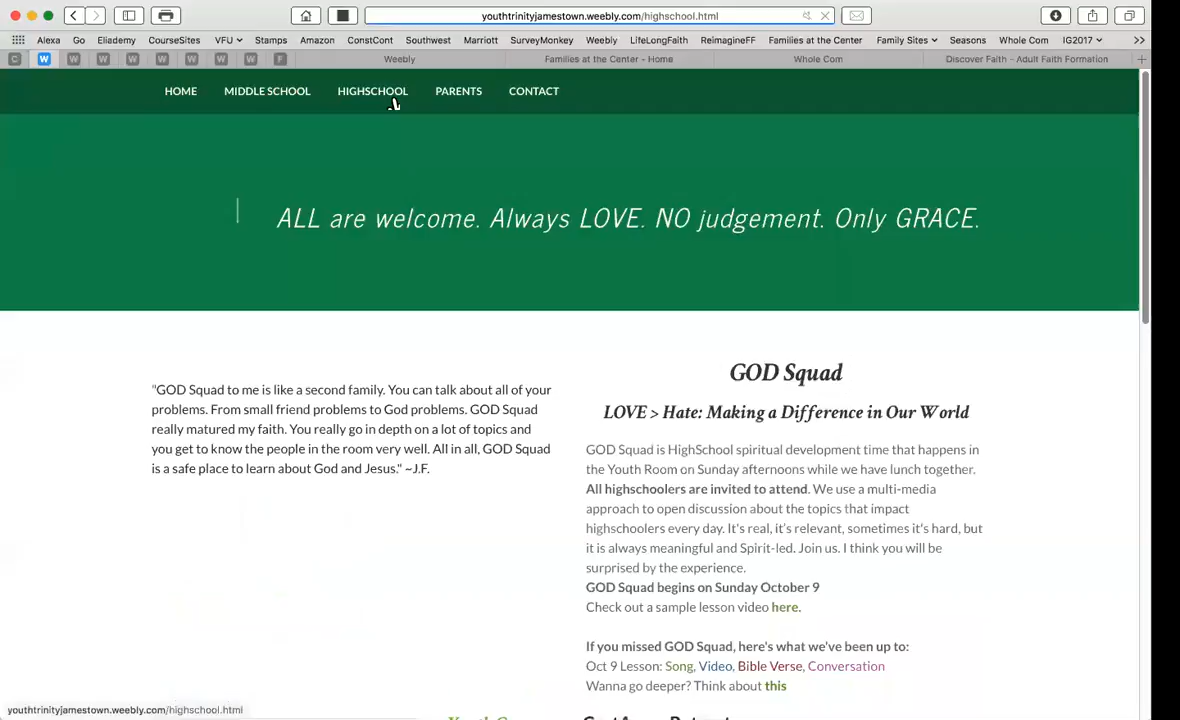 youthtrinityjamestown.weebly.com/highschool.html
Alexa Go Eliademy CourseSites VFU Stamps Amazon ConstCont Southwest Marriott SurveyMonkey Weebly LifeLongFaith ReimagineFF Families at the Center Family Sites Seasons Whole Com IG2017 >>
C W W W W W W W W F Weebly Families at the Center - Home Whole Com Discover Faith - Adult Faith Formation +
HOME MIDDLE SCHOOL HIGHSCHOOL PARENTS CONTACT
ALL are welcome. Always LOVE. NO judgement. Only GRACE.
"GOD Squad to me is like a second family. You can talk about all of your
problems. From small friend problems to God problems. GOD Squad
really matured my faith. You really go in depth on a lot of topics and
you get to know the people in the room very well. All in all, GOD Squad
is a safe place to learn about God and Jesus." ~J.F.
GOD Squad
LOVE > Hate: Making a Difference in Our World
GOD Squad is HighSchool spiritual development time that happens in
the Youth Room on Sunday afternoons while we have lunch together.
All highschoolers are invited to attend. We use a multi-media
approach to open discussion about the topics that impact
highschoolers every day. It's real, it's relevant, sometimes it's hard, but
it is always meaningful and Spirit-led. Join us. I think you will be
surprised by the experience.
GOD Squad begins on Sunday October 9
Check out a sample lesson video here.
If you missed GOD Squad, here's what we've been up to:
Oct 9 Lesson: Song, Video, Bible Verse, Conversation
Wanna go deeper? Think about this
youthtrinityjamestown.weebly.com/highschool.html